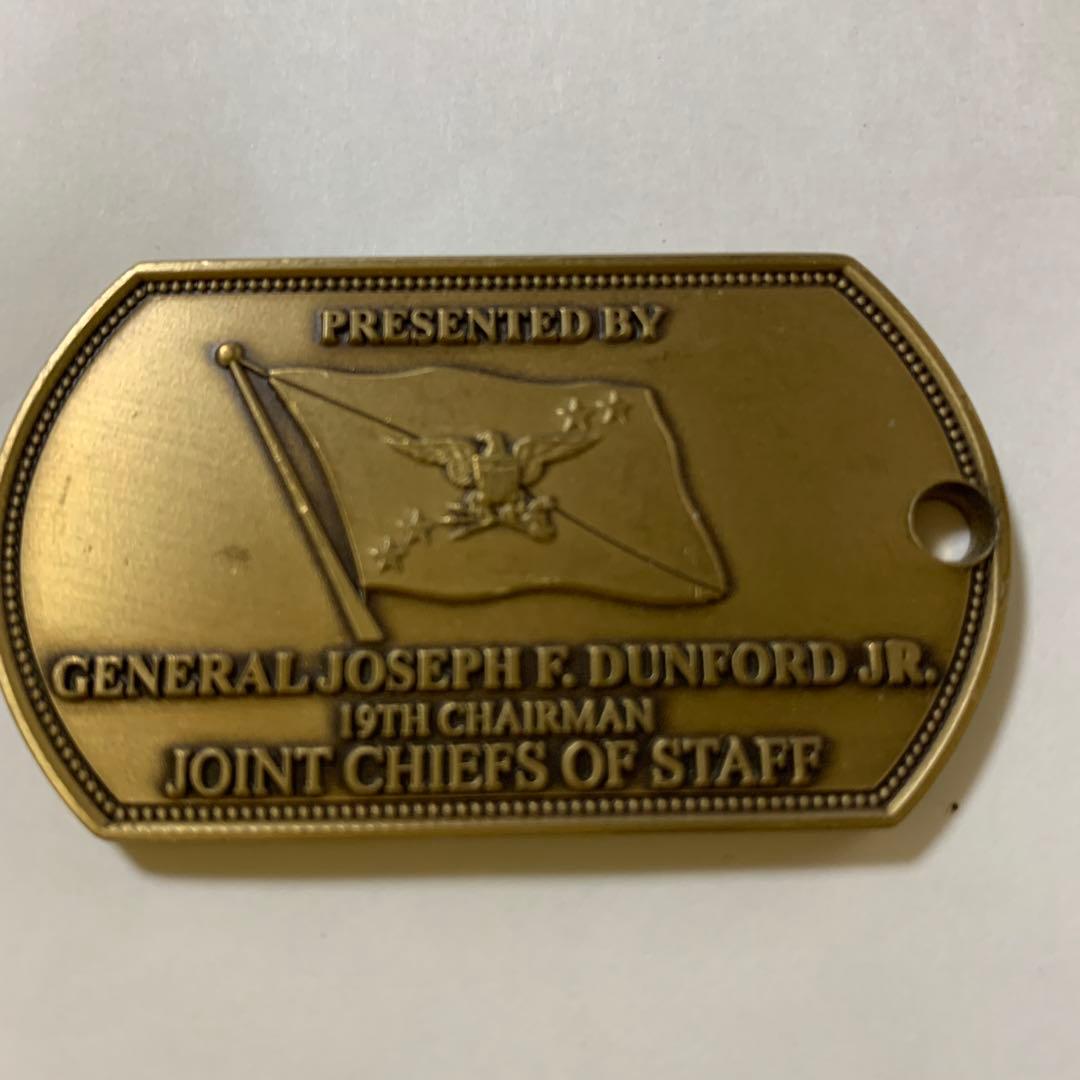 PRESENTED BY
GENERAL JOSEPH F. DUNFORD JR.
19TH CHAIRMAN
JOINT CHIEFS OF STAFF